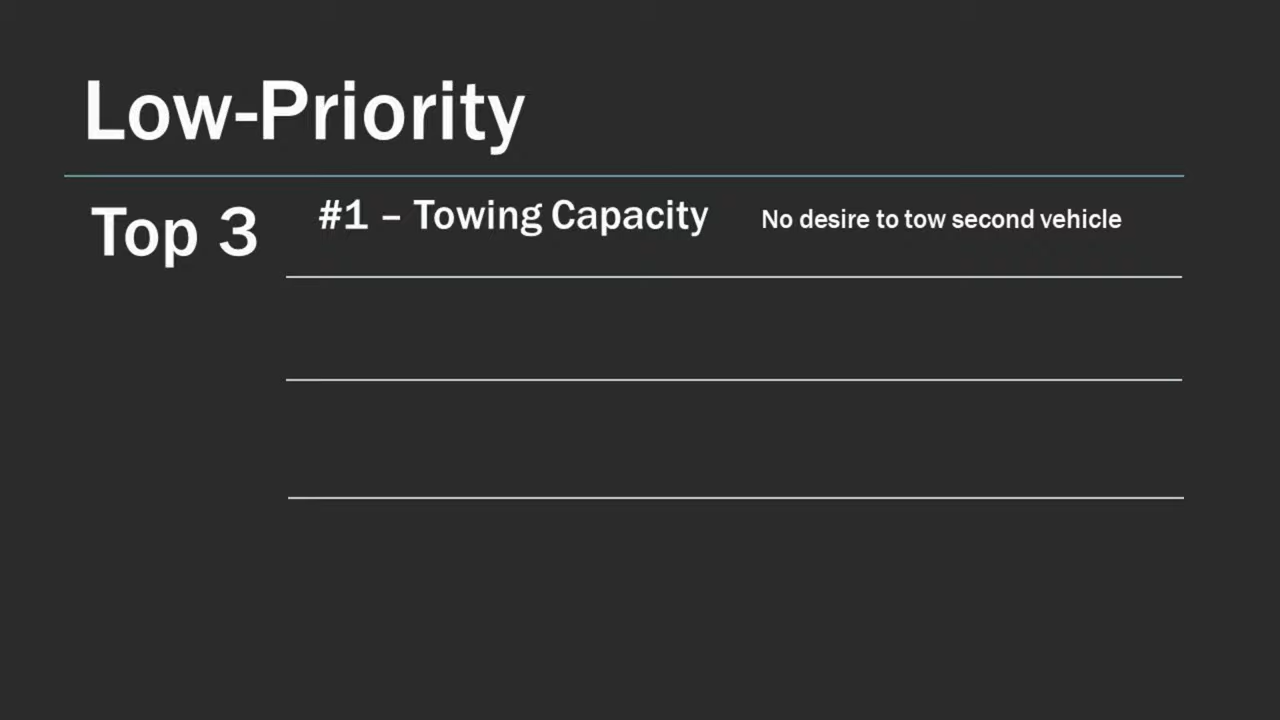 Low-Priority
Top 3
#1 – Towing Capacity
No desire to tow second vehicle